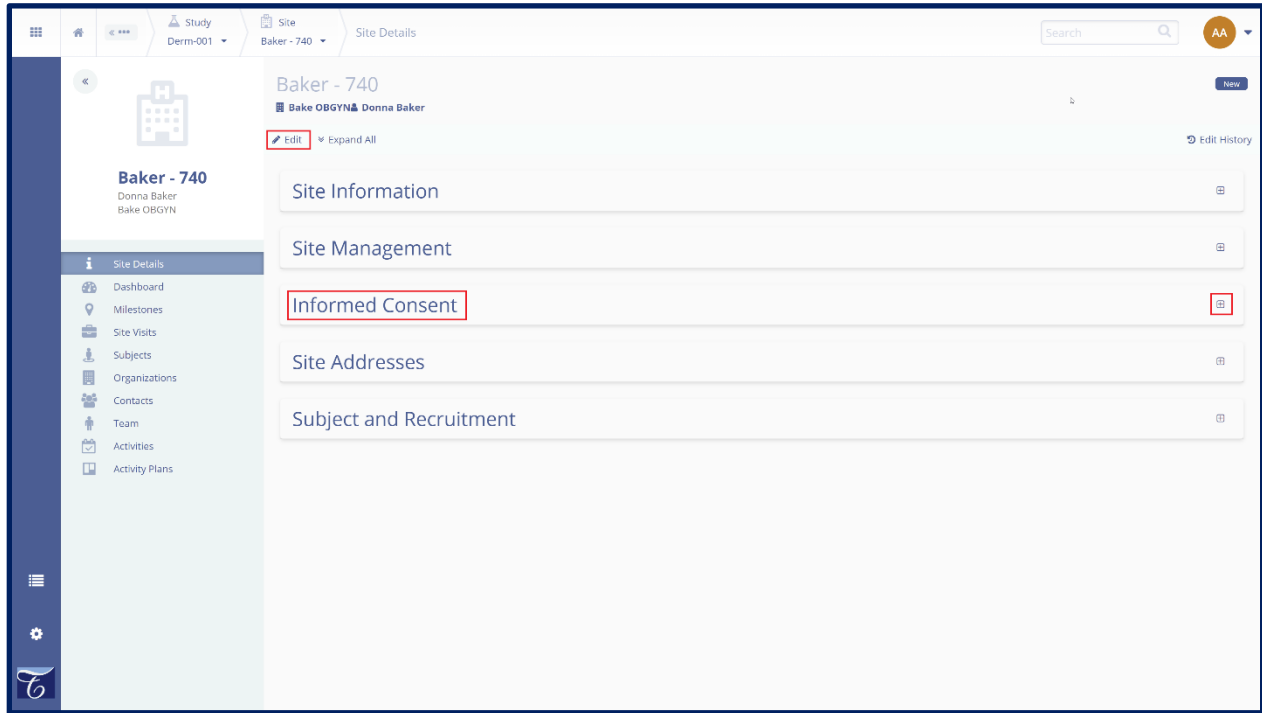 Study
Derm-001
Site
Baker - 740
Site Details
Search
AA
Baker - 740
Donna Baker
Bake OBGYN
Site Details
Dashboard
Milestones
Site Visits
Subjects
Organizations
Contacts
Team
Activities
Activity Plans
Baker - 740
New
Bake OBGYN Donna Baker
Edit Expand All
Edit History
Site Information
Site Management
Informed Consent
Site Addresses
Subject and Recruitment